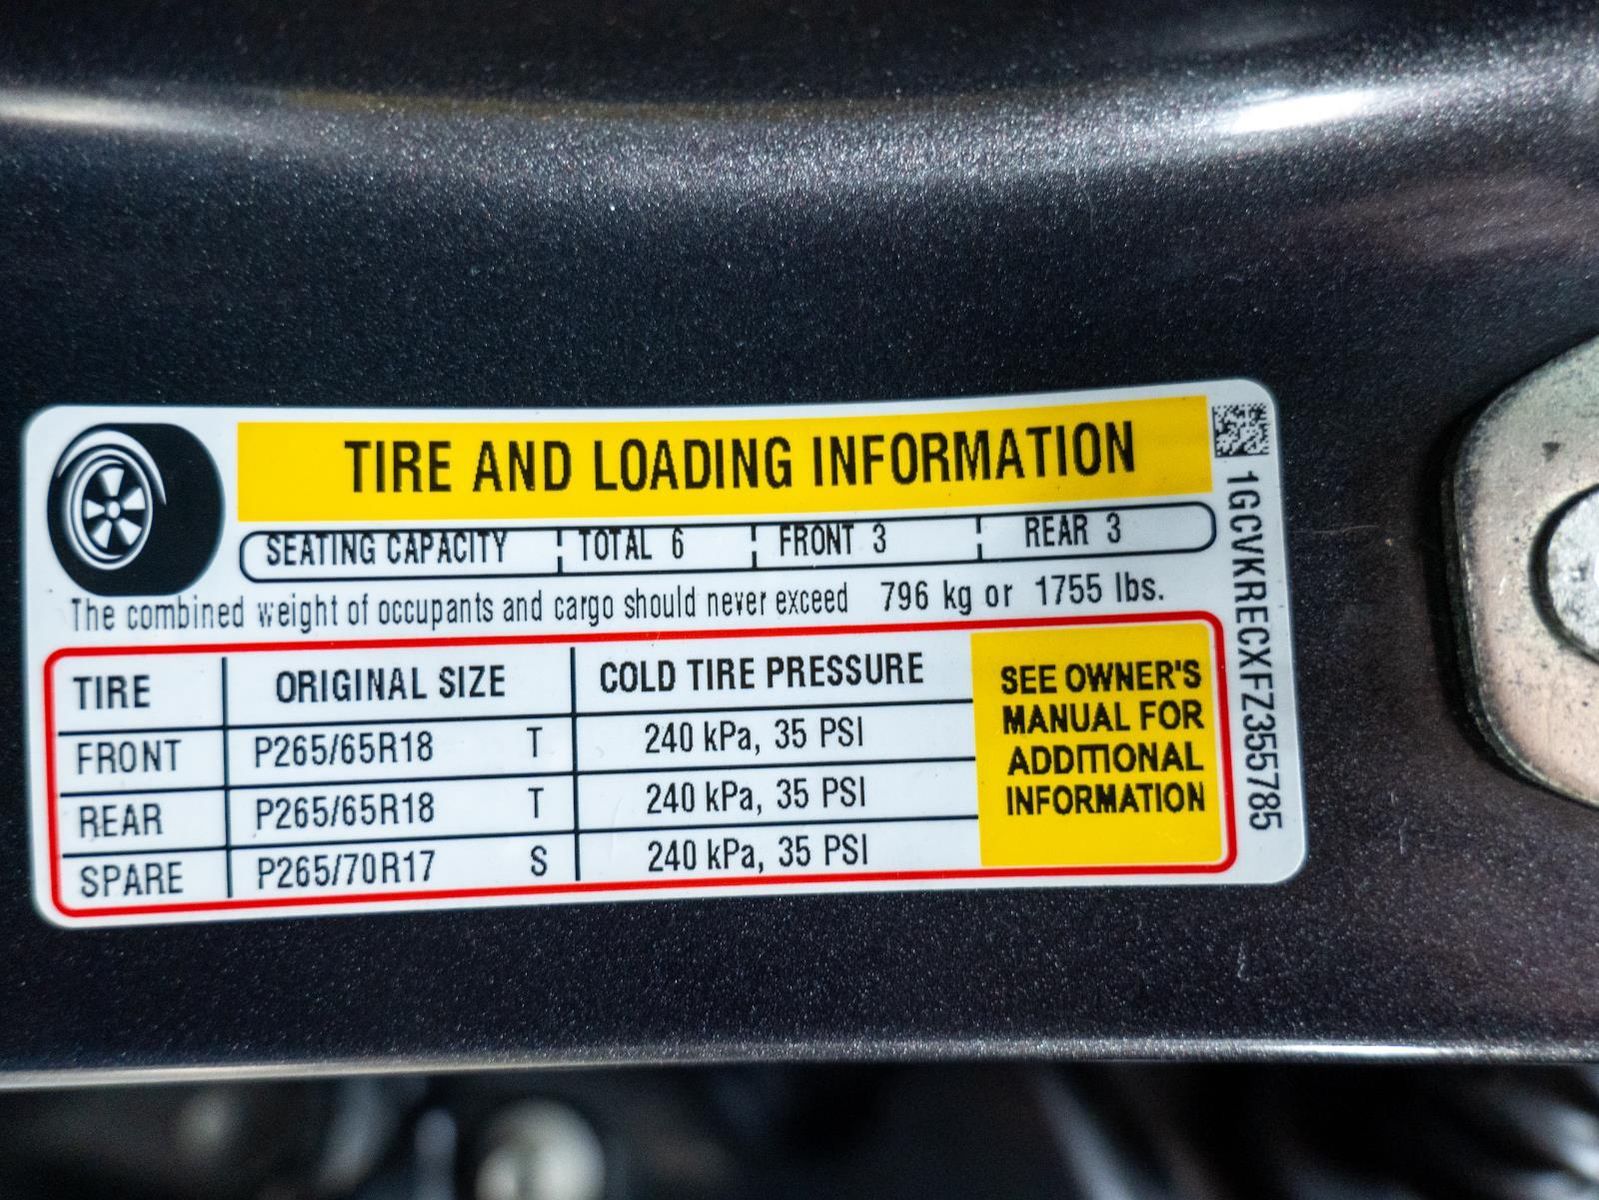 TIRE AND LOADING INFORMATION
SEATING CAPACITY TOTAL 6 FRONT 3 REAR 3
The combined weight of occupants and cargo should never exceed 796 kg or 1755 lbs.
TIRE ORIGINAL SIZE COLD TIRE PRESSURE
FRONT P265/65R18 T 240 kPa, 35 PSI
REAR P265/65R18 T 240 kPa, 35 PSI
SPARE P265/70R17 S 240 kPa, 35 PSI
SEE OWNER'S
MANUAL FOR
ADDITIONAL
INFORMATION
1GCVKRECXFZ355785